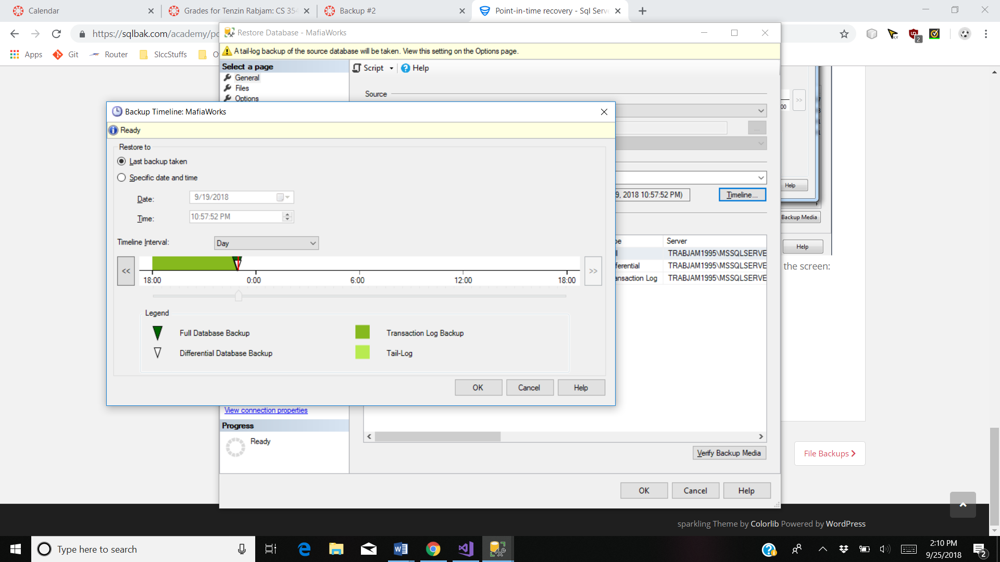 Calendar
Grades for Tenzin Rabjam: CS 354
Backup #2
Point-in-time recovery - Sql Serve
https://sqlbak.com/academy/po
2
Apps
Git
Router
SlccStuffs
O
Restore Database - MafiaWorks
A tail-log backup of the source database will be taken. View this setting on the Options page.
Select a page
General
Files
Options
Script
Help
Source
...
9, 2018 10:57:52 PM)
Timeline...
pe
Server
ll
TRABJAM1995\MSSQLSERVE
ferential
TRABJAM1995\MSSQLSERVE
ansaction Log
TRABJAM1995\MSSQLSERVE
Backup Timeline: MafiaWorks
Ready
Restore to
Last backup taken
Specific date and time
Date:
9/19/2018
Time:
10:57:52 PM
Timeline Interval:
Day
<<
>>
18:00
0:00
6:00
12:00
18:00
Legend
Full Database Backup
Transaction Log Backup
Differential Database Backup
Tail-Log
OK
Cancel
Help
View connection properties
Progress
Ready
Verify Backup Media
OK
Cancel
Help
>>
00
Help
Backup Media
Help
the screen:
File Backups
sparkling Theme by Colorlib Powered by WordPress
Type here to search
2:10 PM
9/25/2018
2